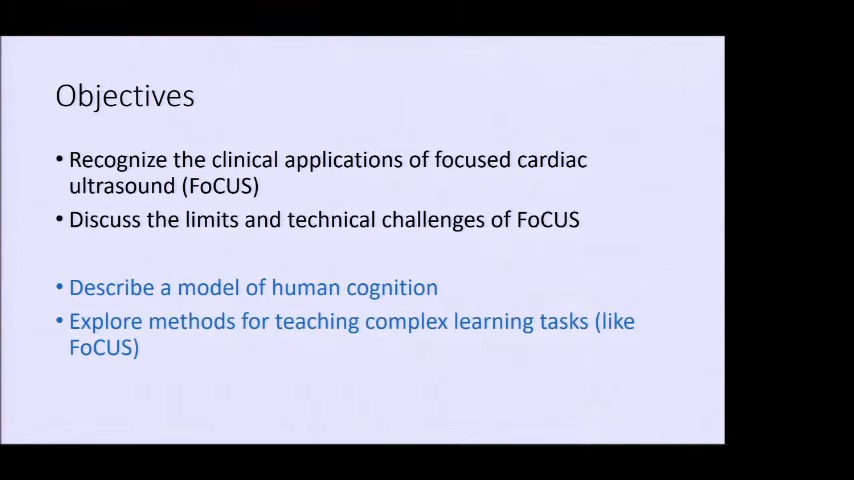 Objectives
• Recognize the clinical applications of focused cardiac
ultrasound (FoCUS)
• Discuss the limits and technical challenges of FoCUS
• Describe a model of human cognition
• Explore methods for teaching complex learning tasks (like
FoCUS)